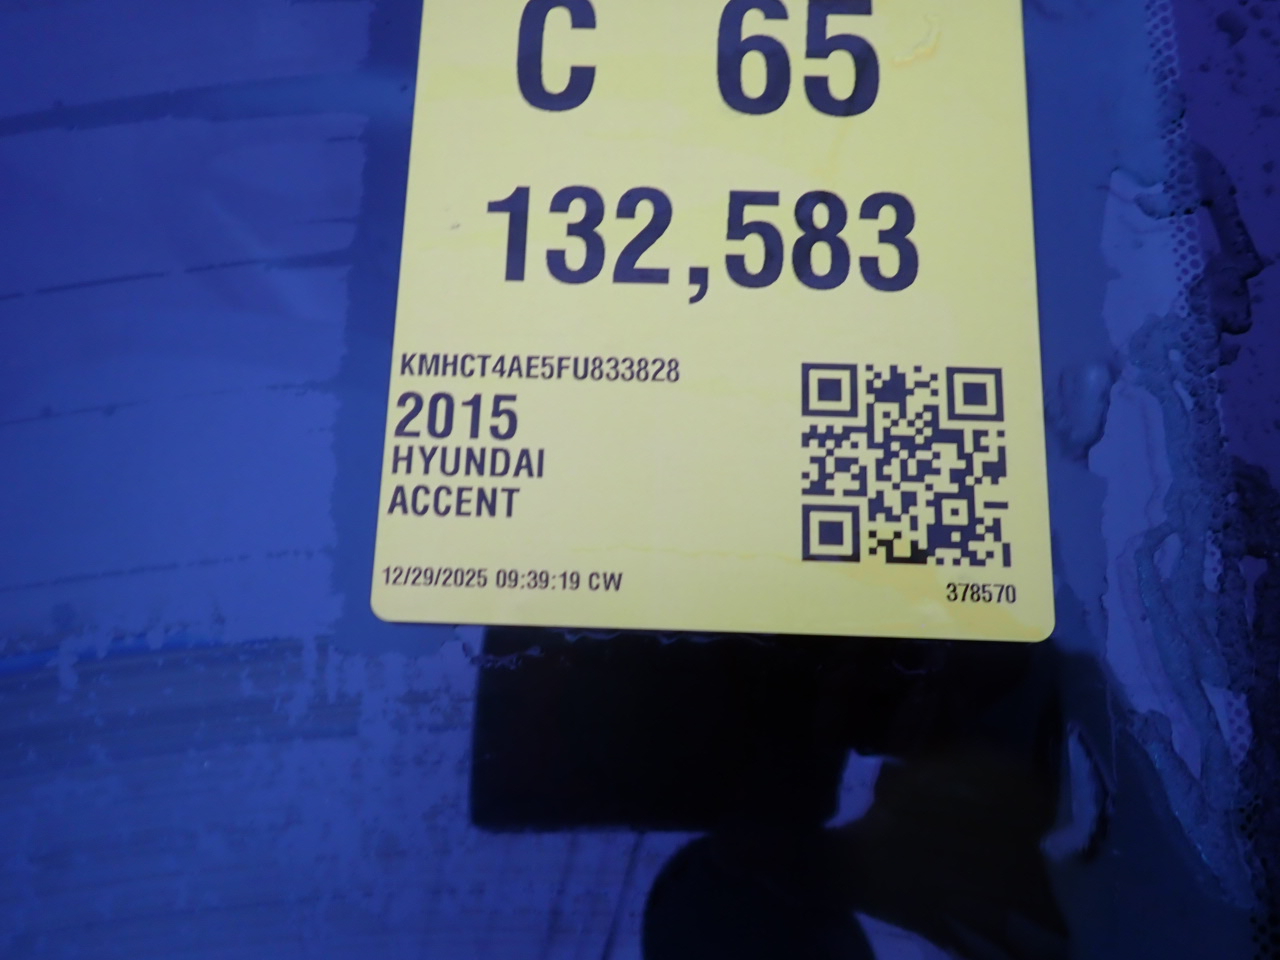 C 65
132,583
KMHCT4AE5FU833828
2015
HYUNDAI
ACCENT
12/29/2025 09:39:19 CW
378570